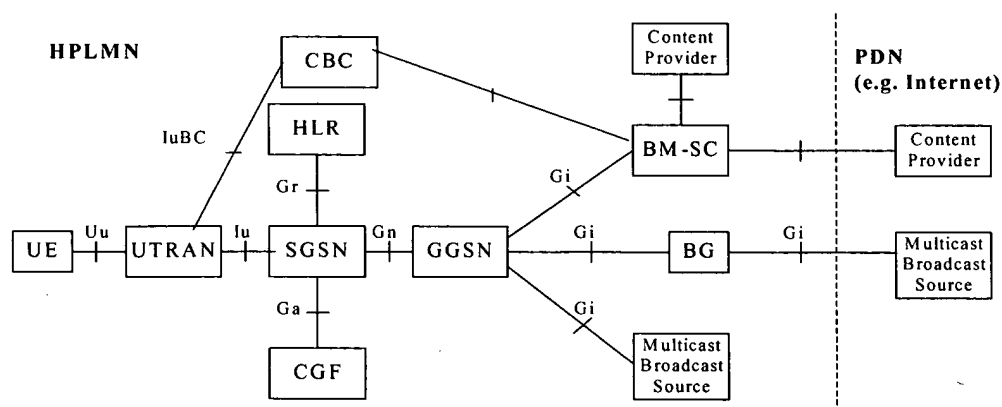 HPLMN
CBC
Content
Provider
PDN
(e.g. Internet)
IuBC
HLR
BM-SC
Content
Provider
Gr
Gi
UE
Uu
UTRAN
Iu
SGSN
Gn
GGSN
Gi
BG
Gi
Multicast
Broadcast
Source
Ga
Gi
CGF
Multicast
Broadcast
Source